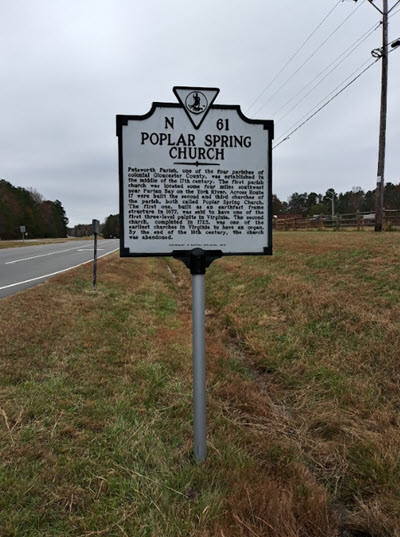 N 61
POPLAR SPRING
CHURCH
Petsworth Parish, one of the four parishes of
colonial Gloucester County, was established in
the middle of the 17th century. The first parish
church was located some four miles southwest
near Purtan Bay on the York River. Across Route
17 were built the second and third churches of
the parish, both called Poplar Spring Church.
The first one, built as an earthfast frame
structure in 1677, was said to have one of the
first three-level pulpits in Virginia. The second
church, completed in 1723, was one of the
earliest churches in Virginia to have an organ.
By the end of the 18th century, the church
was abandoned.
DEPARTMENT OF HISTORIC RESOURCES,